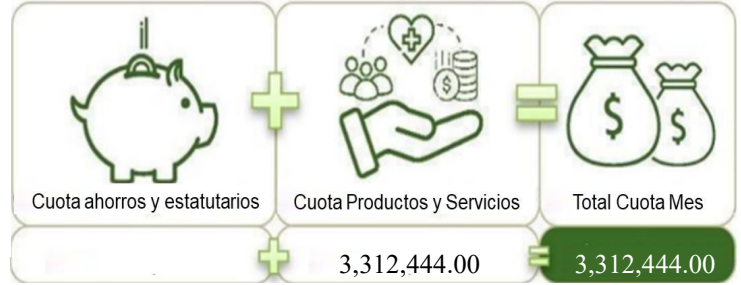 Cuota ahorros y estatutarios
Cuota Productos y Servicios
Total Cuota Mes
3,312,444.00
3,312,444.00